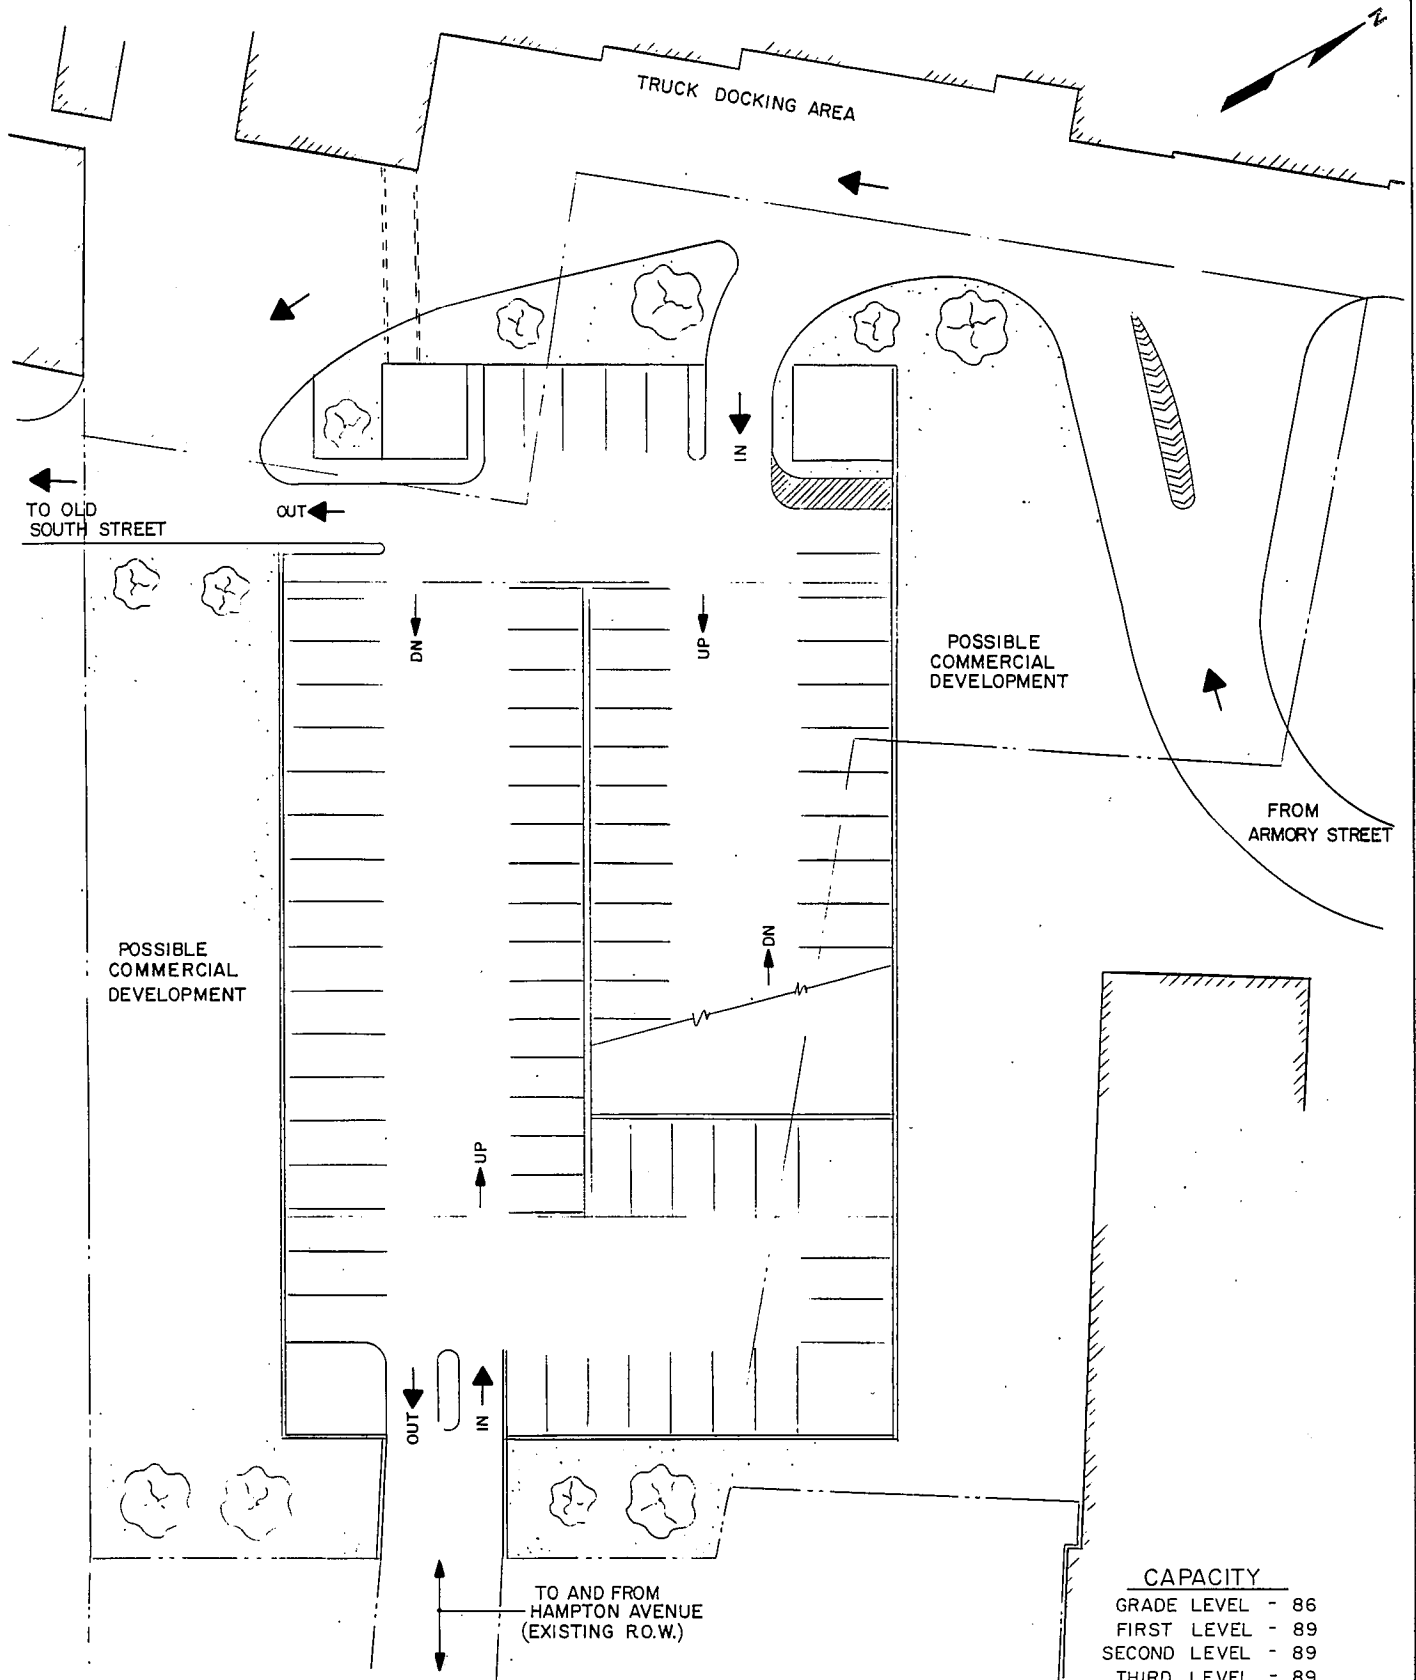 N
TRUCK DOCKING AREA
IN
TO OLD
SOUTH STREET
OUT
DN
UP
POSSIBLE
COMMERCIAL
DEVELOPMENT
FROM
ARMORY STREET
DN
POSSIBLE
COMMERCIAL
DEVELOPMENT
UP
OUT
IN
TO AND FROM
HAMPTON AVENUE
(EXISTING R.O.W.)
CAPACITY
GRADE LEVEL - 86
FIRST LEVEL - 89
SECOND LEVEL - 89
THIRD LEVEL - 89